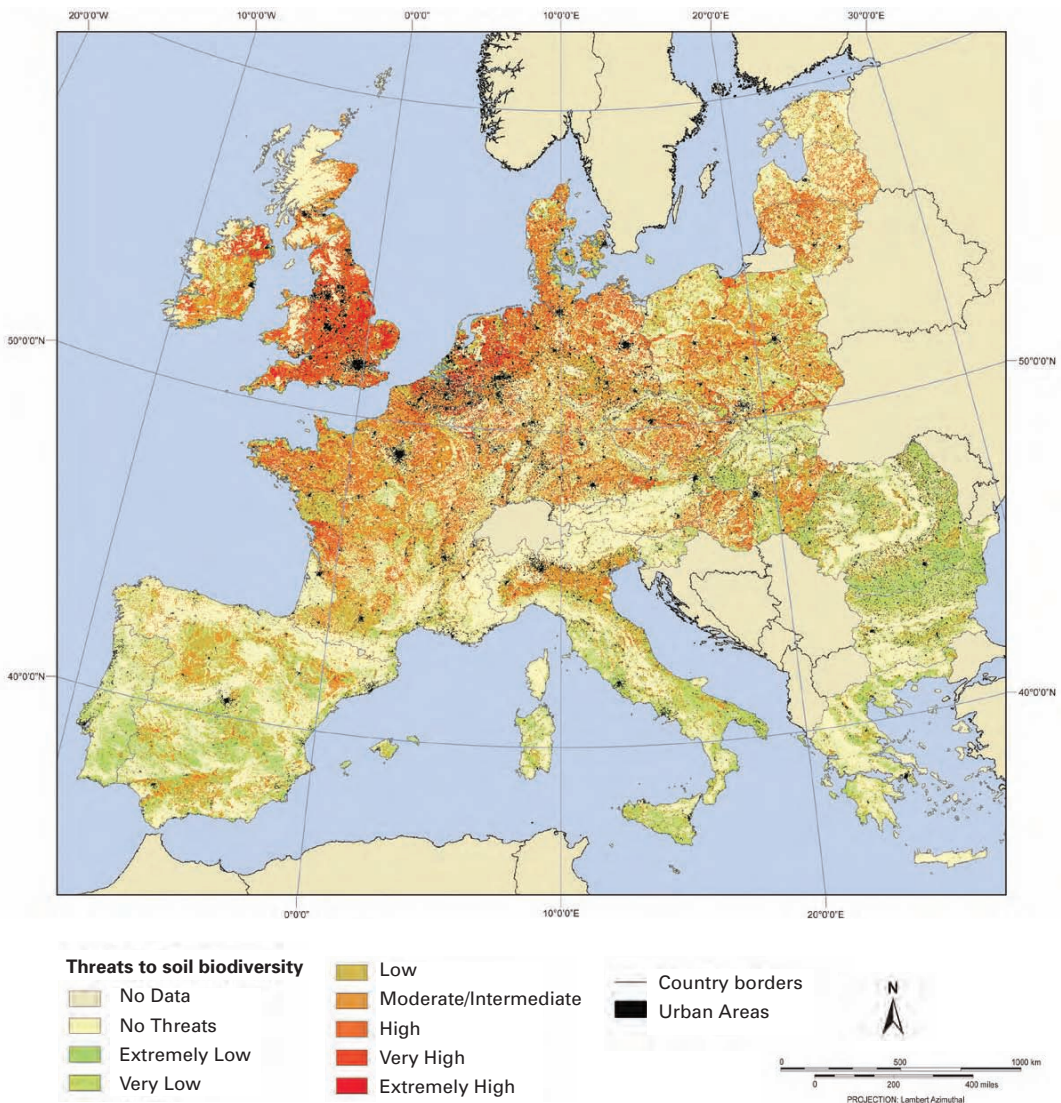 20°0'0"W 10°0'0"W 0°0'0" 10°0'0"E 20°0'0"E 30°0'0"E
50°0'0"N 50°0'0"N
40°0'0"N 40°0'0"N
0°0'0" 10°0'0"E 20°0'0"E
Threats to soil biodiversity
No Data
No Threats
Extremely Low
Very Low
Low
Moderate/Intermediate
High
Very High
Extremely High
Country borders
Urban Areas
N
0 500 1000 km
0 200 400 miles
PROJECTION: Lambert Azimuthal